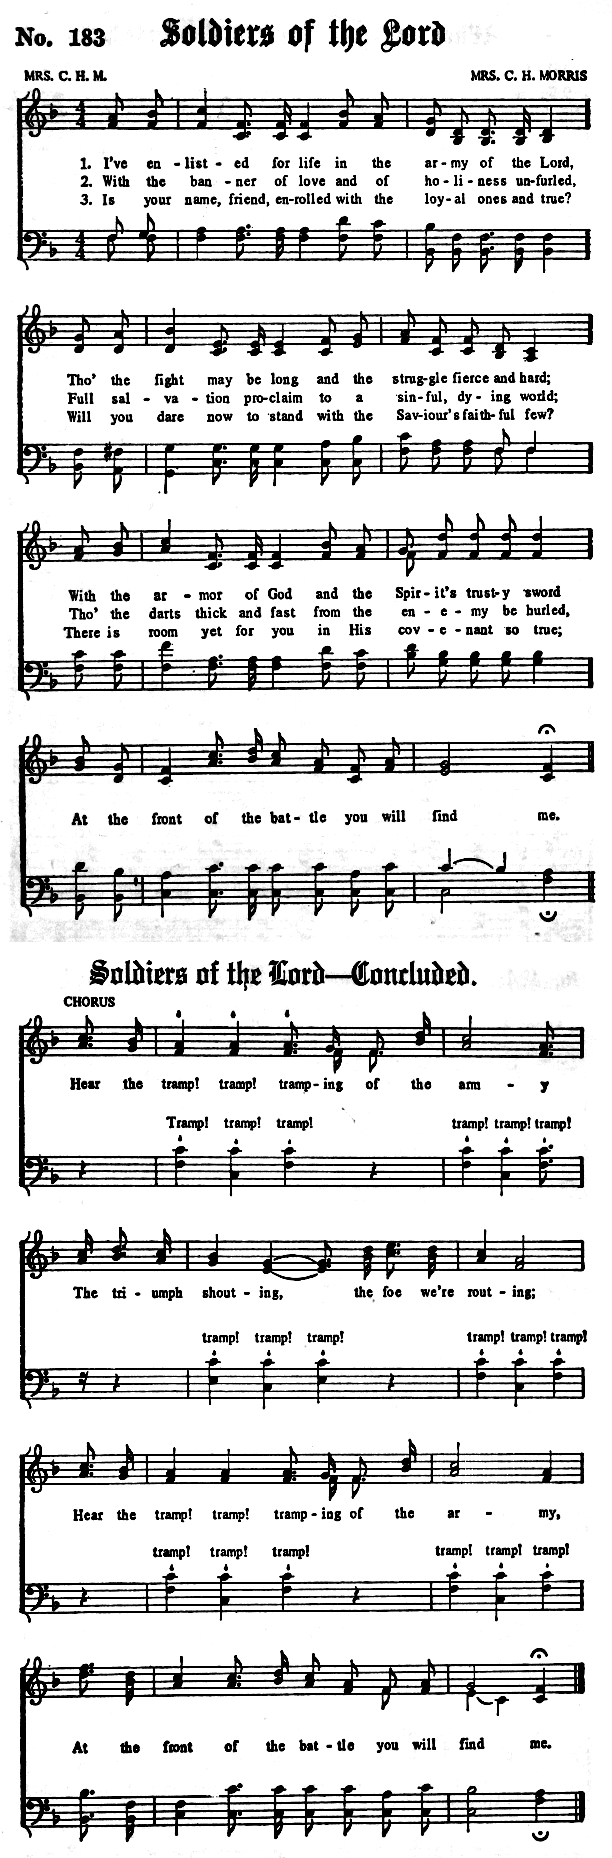 No. 183 Soldiers of the Lord
MRS. C. H. M. MRS. C. H. MORRIS
1. I've en - list - ed for life in the ar - my of the Lord,
2. With the ban - ner of love and of ho - li - ness un-furled,
3. Is your name, friend, en-rolled with the loy - al ones and true?
Tho' the fight may be long and the strug-gle fierce and hard;
Full sal - va - tion pro-claim to a sin-ful, dy - ing world;
Will you dare now to stand with the Sav-iour's faith-ful few?
With the ar - mor of God and the Spir-it's trust-y sword
Tho' the darts thick and fast from the en - e - my be hurled,
There is room yet for you in His cov - e - nant so true;
At the front of the bat - tle you will find me.
Soldiers of the Lord—Concluded.
CHORUS
Hear the tramp! tramp! tramp-ing of the arm - y
Tramp! tramp! tramp! tramp! tramp! tramp!
The tri - umph shout - ing, the foe we're rout - ing;
tramp! tramp! tramp! tramp! tramp! tramp!
Hear the tramp! tramp! tramp - ing of the ar - my,
tramp! tramp! tramp! tramp! tramp! tramp!
At the front of the bat - tle you will find me.